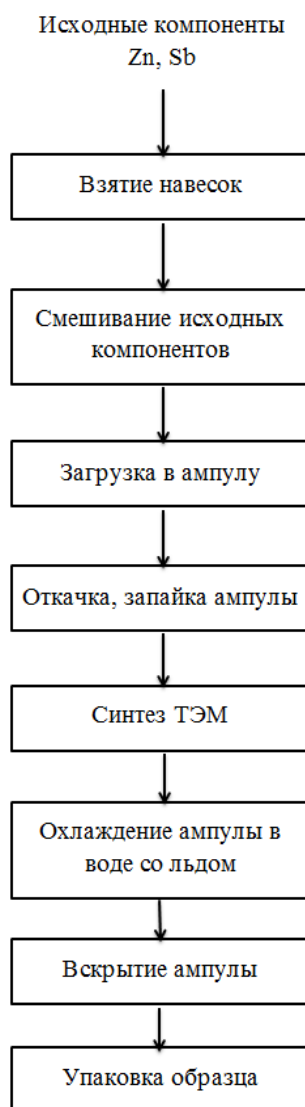 Исходные компоненты
Zn, Sb
Взятие навесок
Смешивание исходных
компонентов
Загрузка в ампулу
Откачка, запайка ампулы
Синтез ТЭМ
Охлаждение ампулы в
воде со льдом
Вскрытие ампулы
Упаковка образца